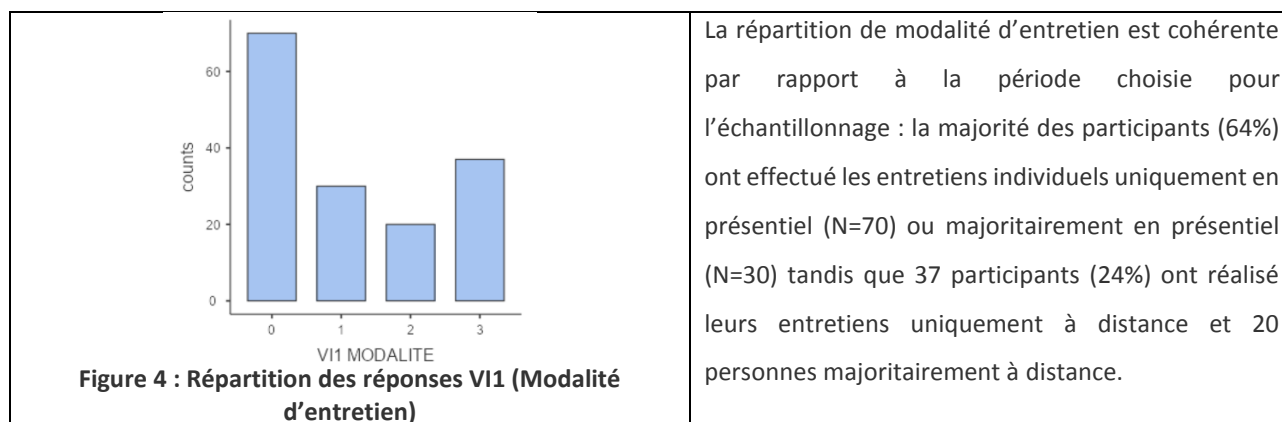 60
40
20
0
counts
0 1 2 3
VI1 MODALITE
Figure 4 : Répartition des réponses VI1 (Modalité
d’entretien)
La répartition de modalité d’entretien est cohérente
par rapport à la période choisie pour
l’échantillonnage : la majorité des participants (64%)
ont effectué les entretiens individuels uniquement en
présentiel (N=70) ou majoritairement en présentiel
(N=30) tandis que 37 participants (24%) ont réalisé
leurs entretiens uniquement à distance et 20
personnes majoritairement à distance.